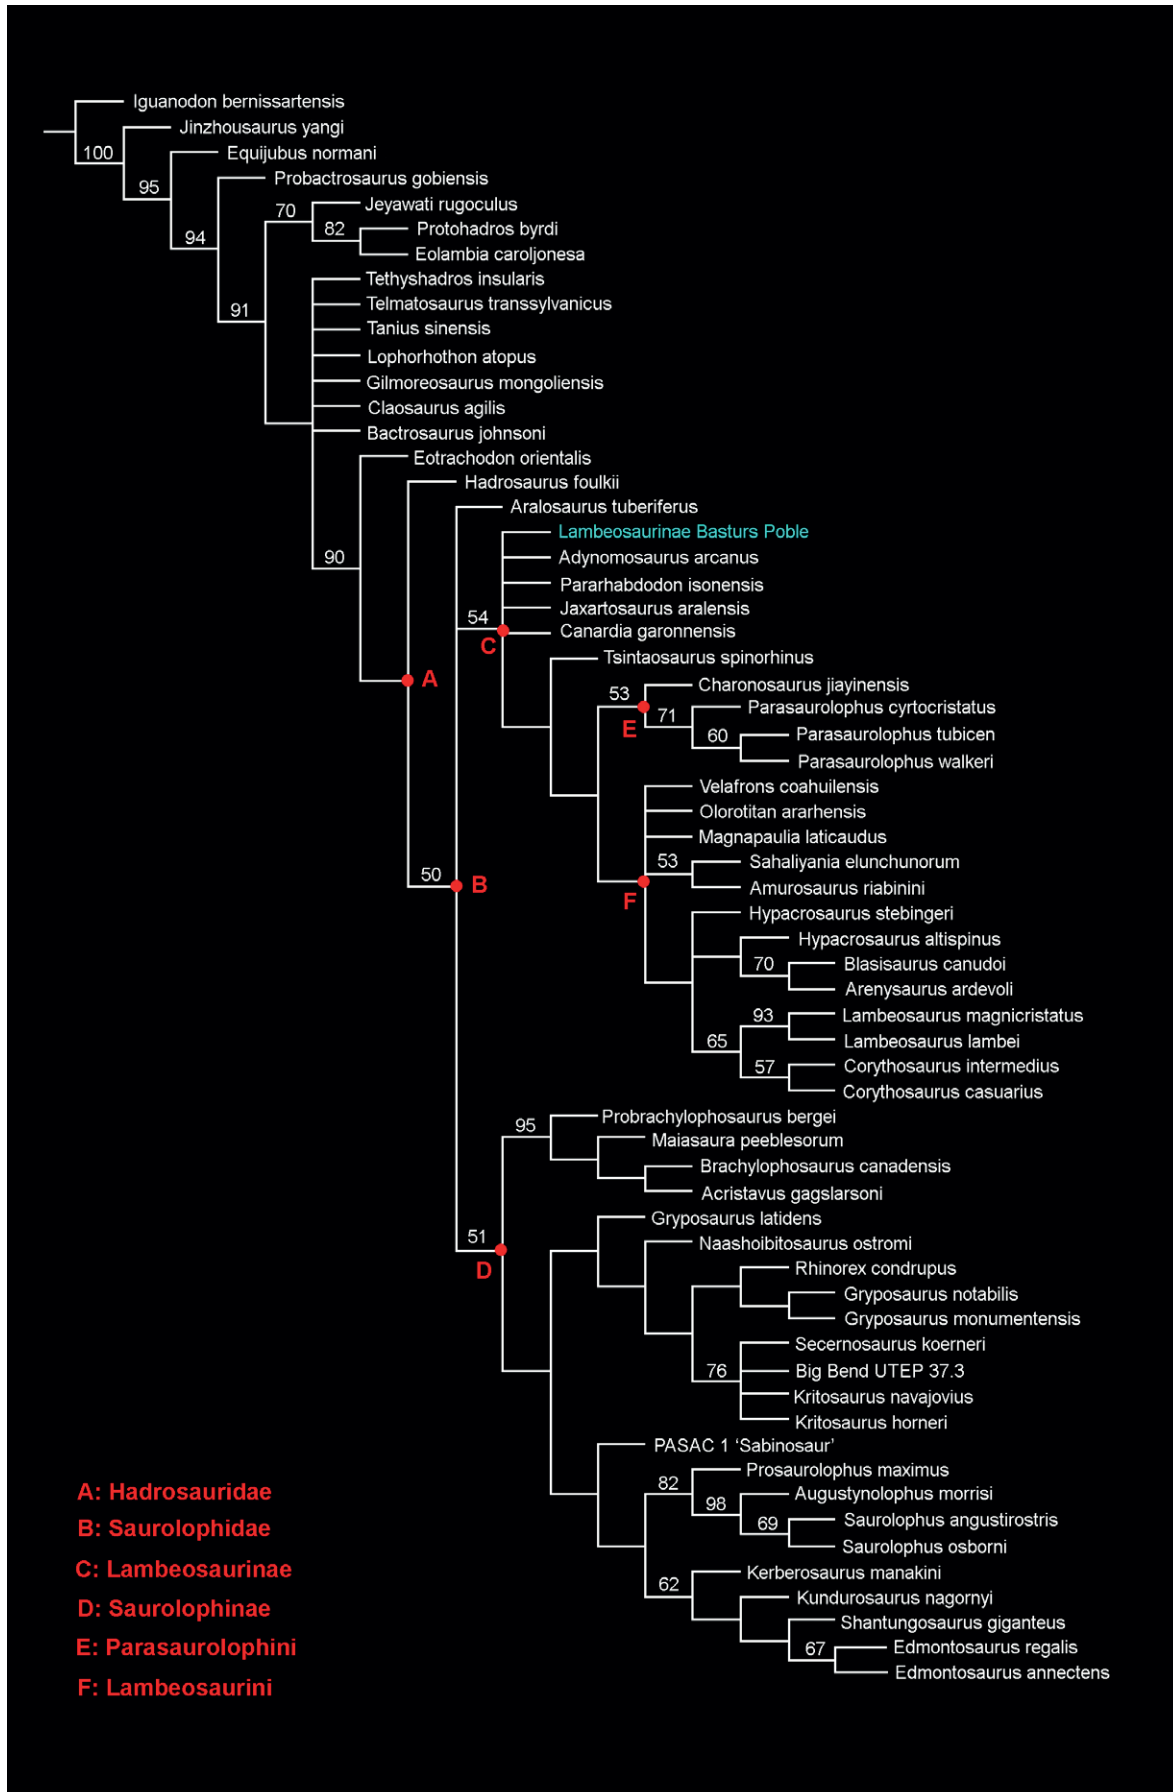 Iguanodon bernissartensis
Jinzhousaurus yangi
100
Equijubus normani
95
Probactrosaurus gobiensis
94
Jeyawati rugoculus
70
Protohadros byrdi
82
Eolambia caroljonesa
91
Tethyshadros insularis
Telmatosaurus transsylvanicus
Tanius sinensis
Lophorhothon atopus
Gilmoreosaurus mongoliensis
Claosaurus agilis
Bactrosaurus johnsoni
Eotrachodon orientalis
90
Hadrosaurus foulkii
A
Aralosaurus tuberiferus
50
B
Lambeosaurinae Basturs Poble
Adynomosaurus arcanus
Pararhabdodon isonensis
Jaxartosaurus aralensis
54
Canardia garonnensis
C
Tsintaosaurus spinorhinus
Charonosaurus jiayinensis
53
E
71
Parasaurolophus cyrtocristatus
60
Parasaurolophus tubicen
Parasaurolophus walkeri
Velafrons coahuilensis
Olorotitan ararhensis
Magnapaulia laticaudus
53
Sahaliyania elunchunorum
Amurosaurus riabinini
F
Hypacrosaurus stebingeri
Hypacrosaurus altispinus
70
Blasisaurus canudoi
Arenysaurus ardevoli
93
Lambeosaurus magnicristatus
65
Lambeosaurus lambei
57
Corythosaurus intermedius
Corythosaurus casuarius
95
Probrachylophosaurus bergei
Maiasaura peeblesorum
Brachylophosaurus canadensis
Acristavus gagslarsoni
51
D
Gryposaurus latidens
Naashoibitosaurus ostromi
Rhinorex condrupus
Gryposaurus notabilis
Gryposaurus monumentensis
76
Secernosaurus koerneri
Big Bend UTEP 37.3
Kritosaurus navajovius
Kritosaurus horneri
PASAC 1 ‘Sabinosaur’
82
Prosaurolophus maximus
98
Augustynolophus morrisi
69
Saurolophus angustirostris
Saurolophus osborni
62
Kerberosaurus manakini
Kundurosaurus nagornyi
Shantungosaurus giganteus
67
Edmontosaurus regalis
Edmontosaurus annectens
A: Hadrosauridae
B: Saurolophidae
C: Lambeosaurinae
D: Saurolophinae
E: Parasaurolophini
F: Lambeosaurini